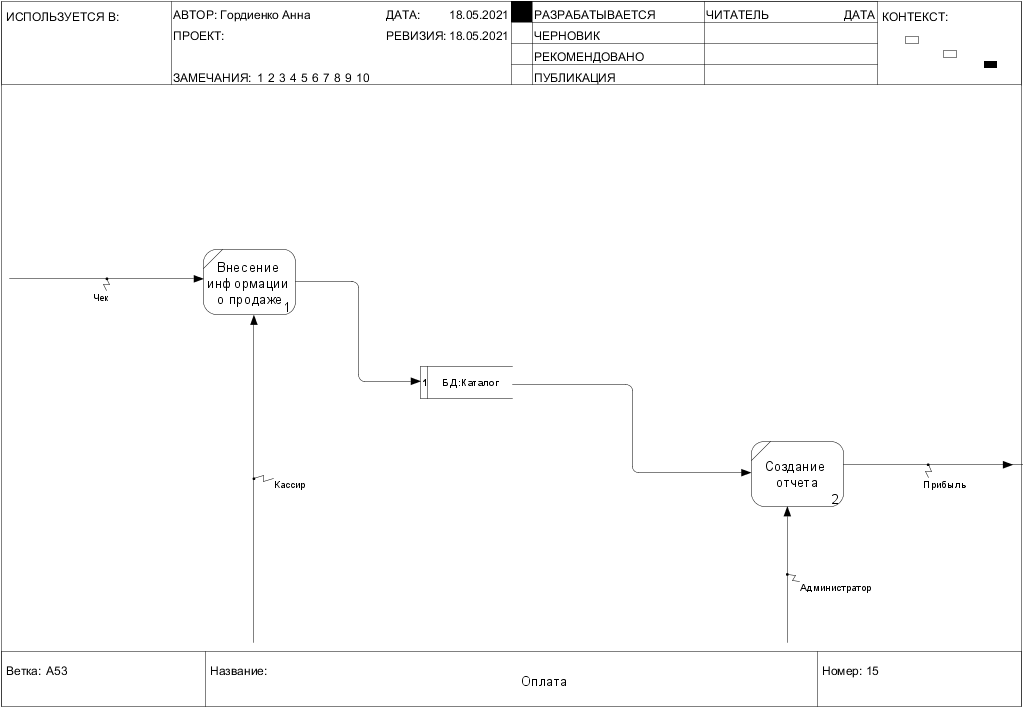 ИСПОЛЬЗУЕТСЯ В:
АВТОР: Гордиенко Анна
ДАТА: 18.05.2021
ПРОЕКТ:
РЕВИЗИЯ: 18.05.2021
ЗАМЕЧАНИЯ: 1 2 3 4 5 6 7 8 9 10
РАЗРАБАТЫВАЕТСЯ
ЧЕРНОВИК
РЕКОМЕНДОВАНО
ПУБЛИКАЦИЯ
ЧИТАТЕЛЬ
ДАТА
КОНТЕКСТ:
Чек
Внесение
информации
о продаже
1
Кассир
1
БД:Каталог
Создание
отчета
2
Прибыль
Администратор
Ветка: A53
Название:
Оплата
Номер: 15